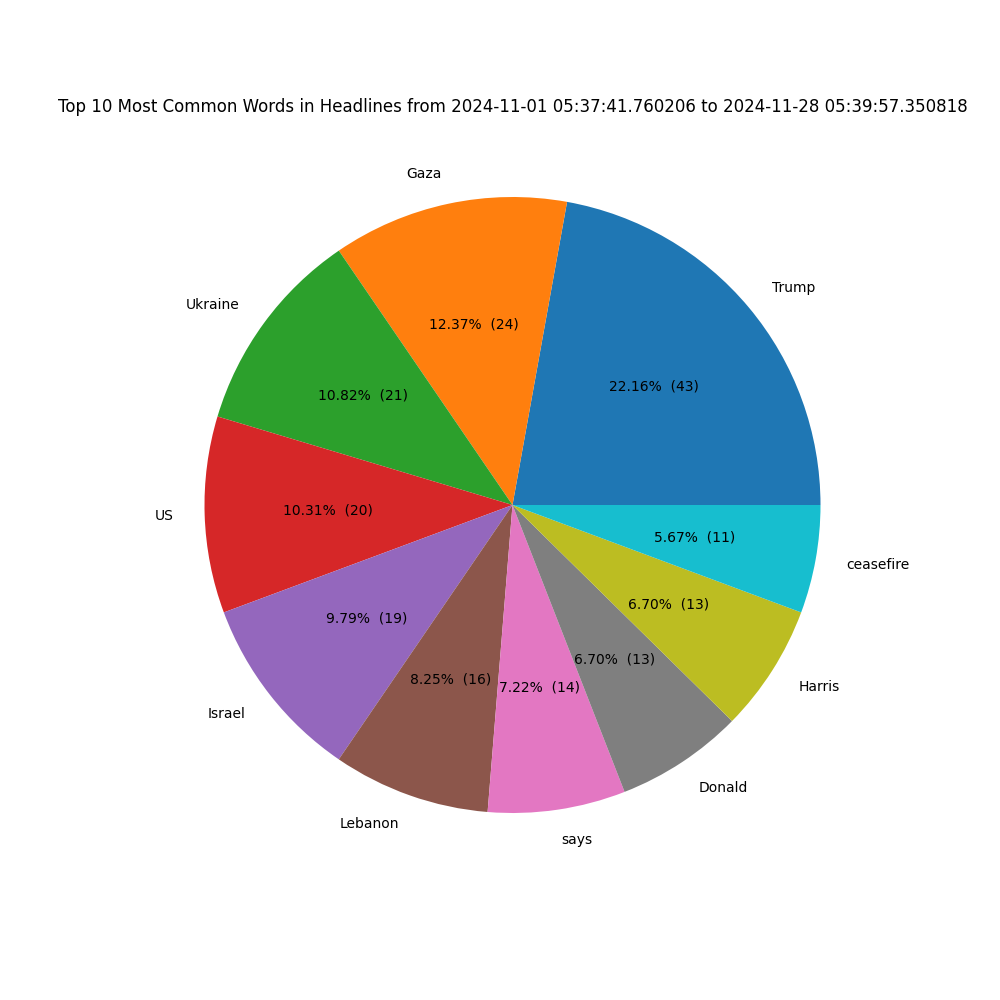 Top 10 Most Common Words in Headlines from 2024-11-01 05:37:41.760206 to 2024-11-28 05:39:57.350818
Gaza
Trump
Ukraine
12.37%  (24)
22.16%  (43)
10.82%  (21)
US
10.31%  (20)
5.67%  (11)
ceasefire
9.79%  (19)
6.70%  (13)
Israel
8.25%  (16)
7.22%  (14)
6.70%  (13)
Harris
Lebanon
says
Donald